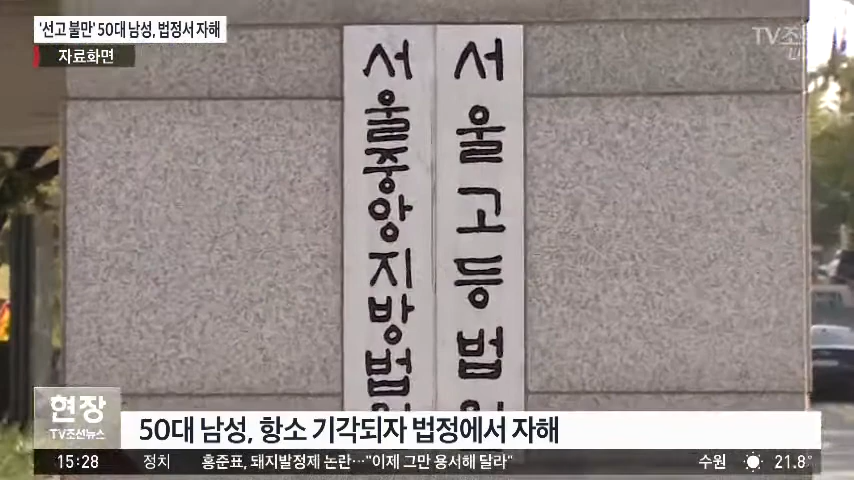 '선고 불만' 50대 남성, 법정서 자해
자료화면
TV조선
서울중앙지방법원
서울고등법원
현장
TV조선뉴스
50대 남성, 항소 기각되자 법정에서 자해
15:28 정치 홍준표, 돼지발정제 논란…"이제 그만 용서해 달라" 수원 21.8°